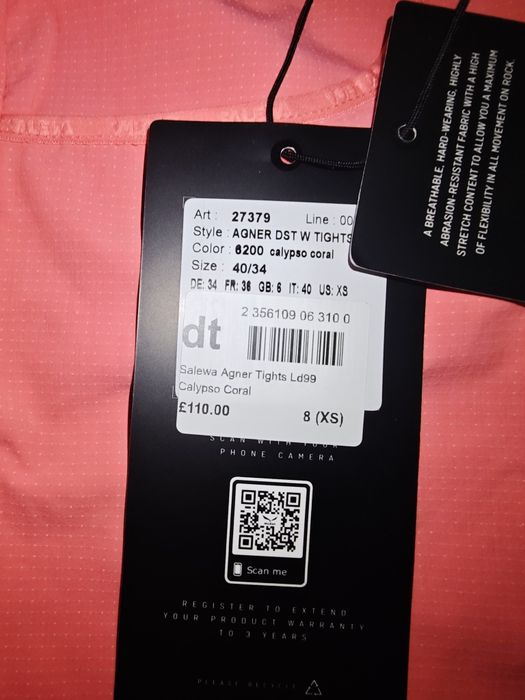 A BREATHABLE, HARD-WEARING, HIGHLY
ABRASION-RESISTANT FABRIC WITH A HIGH
STRETCH CONTENT TO ALLOW YOU A MAXIMUM
OF FLEXIBILITY IN ALL MOVEMENT ON ROCK.
Art : 27379 Line : 00
Style : AGNER DST W TIGHTS
Color : 6200 calypso coral
Size : 40/34
DE: 34 FR: 36 GB: 6 IT: 40 US: XS
dt
2 356109 06 310 0
Salewa Agner Tights Ld99
Calypso Coral
£110.00 8 (XS)
SCAN WITH YOUR
PHONE CAMERA
Scan me
REGISTER TO EXTEND
YOUR PRODUCT WARRANTY
TO 3 YEARS
PLEASE RECYCLE